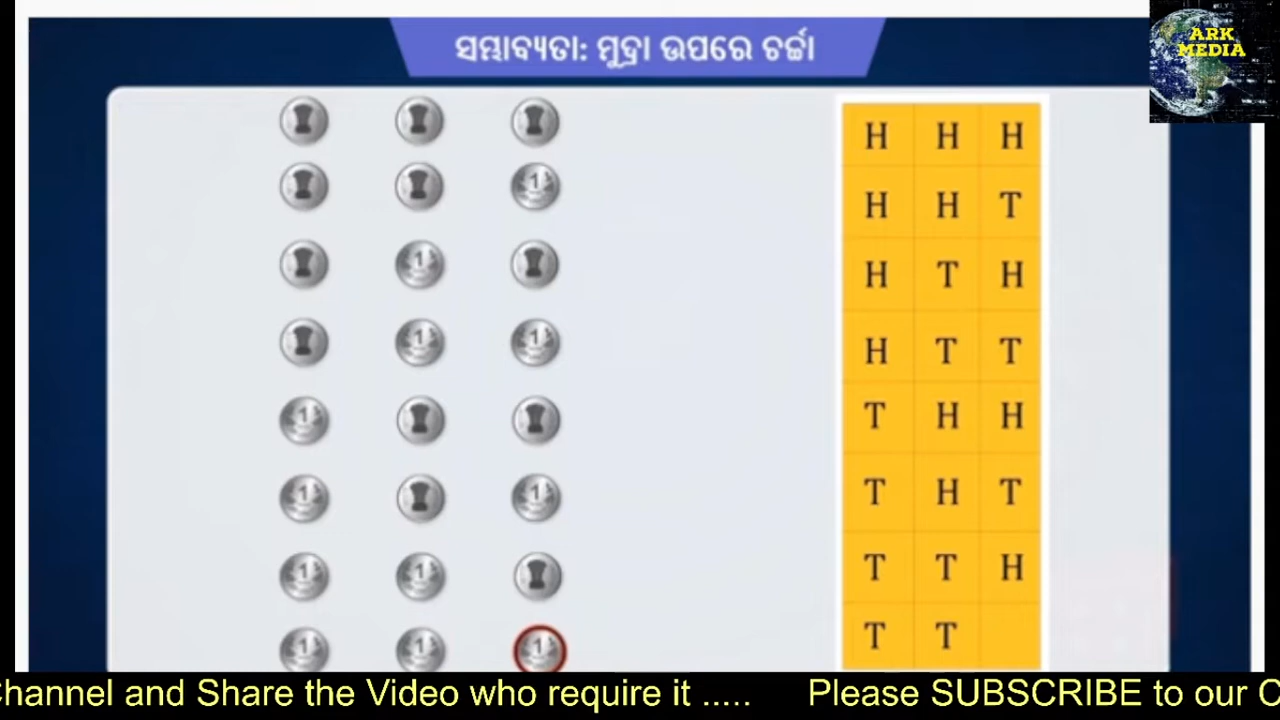 ସମ୍ଭାବ୍ୟତା: ମୁଦ୍ରା ଉପରେ ଚର୍ଚ୍ଚା
ARK
MEDIA
H H H
H H T
H T H
H T T
T H H
T H T
T T H
T T
Channel and Share the Video who require it ..... Please SUBSCRIBE to our C